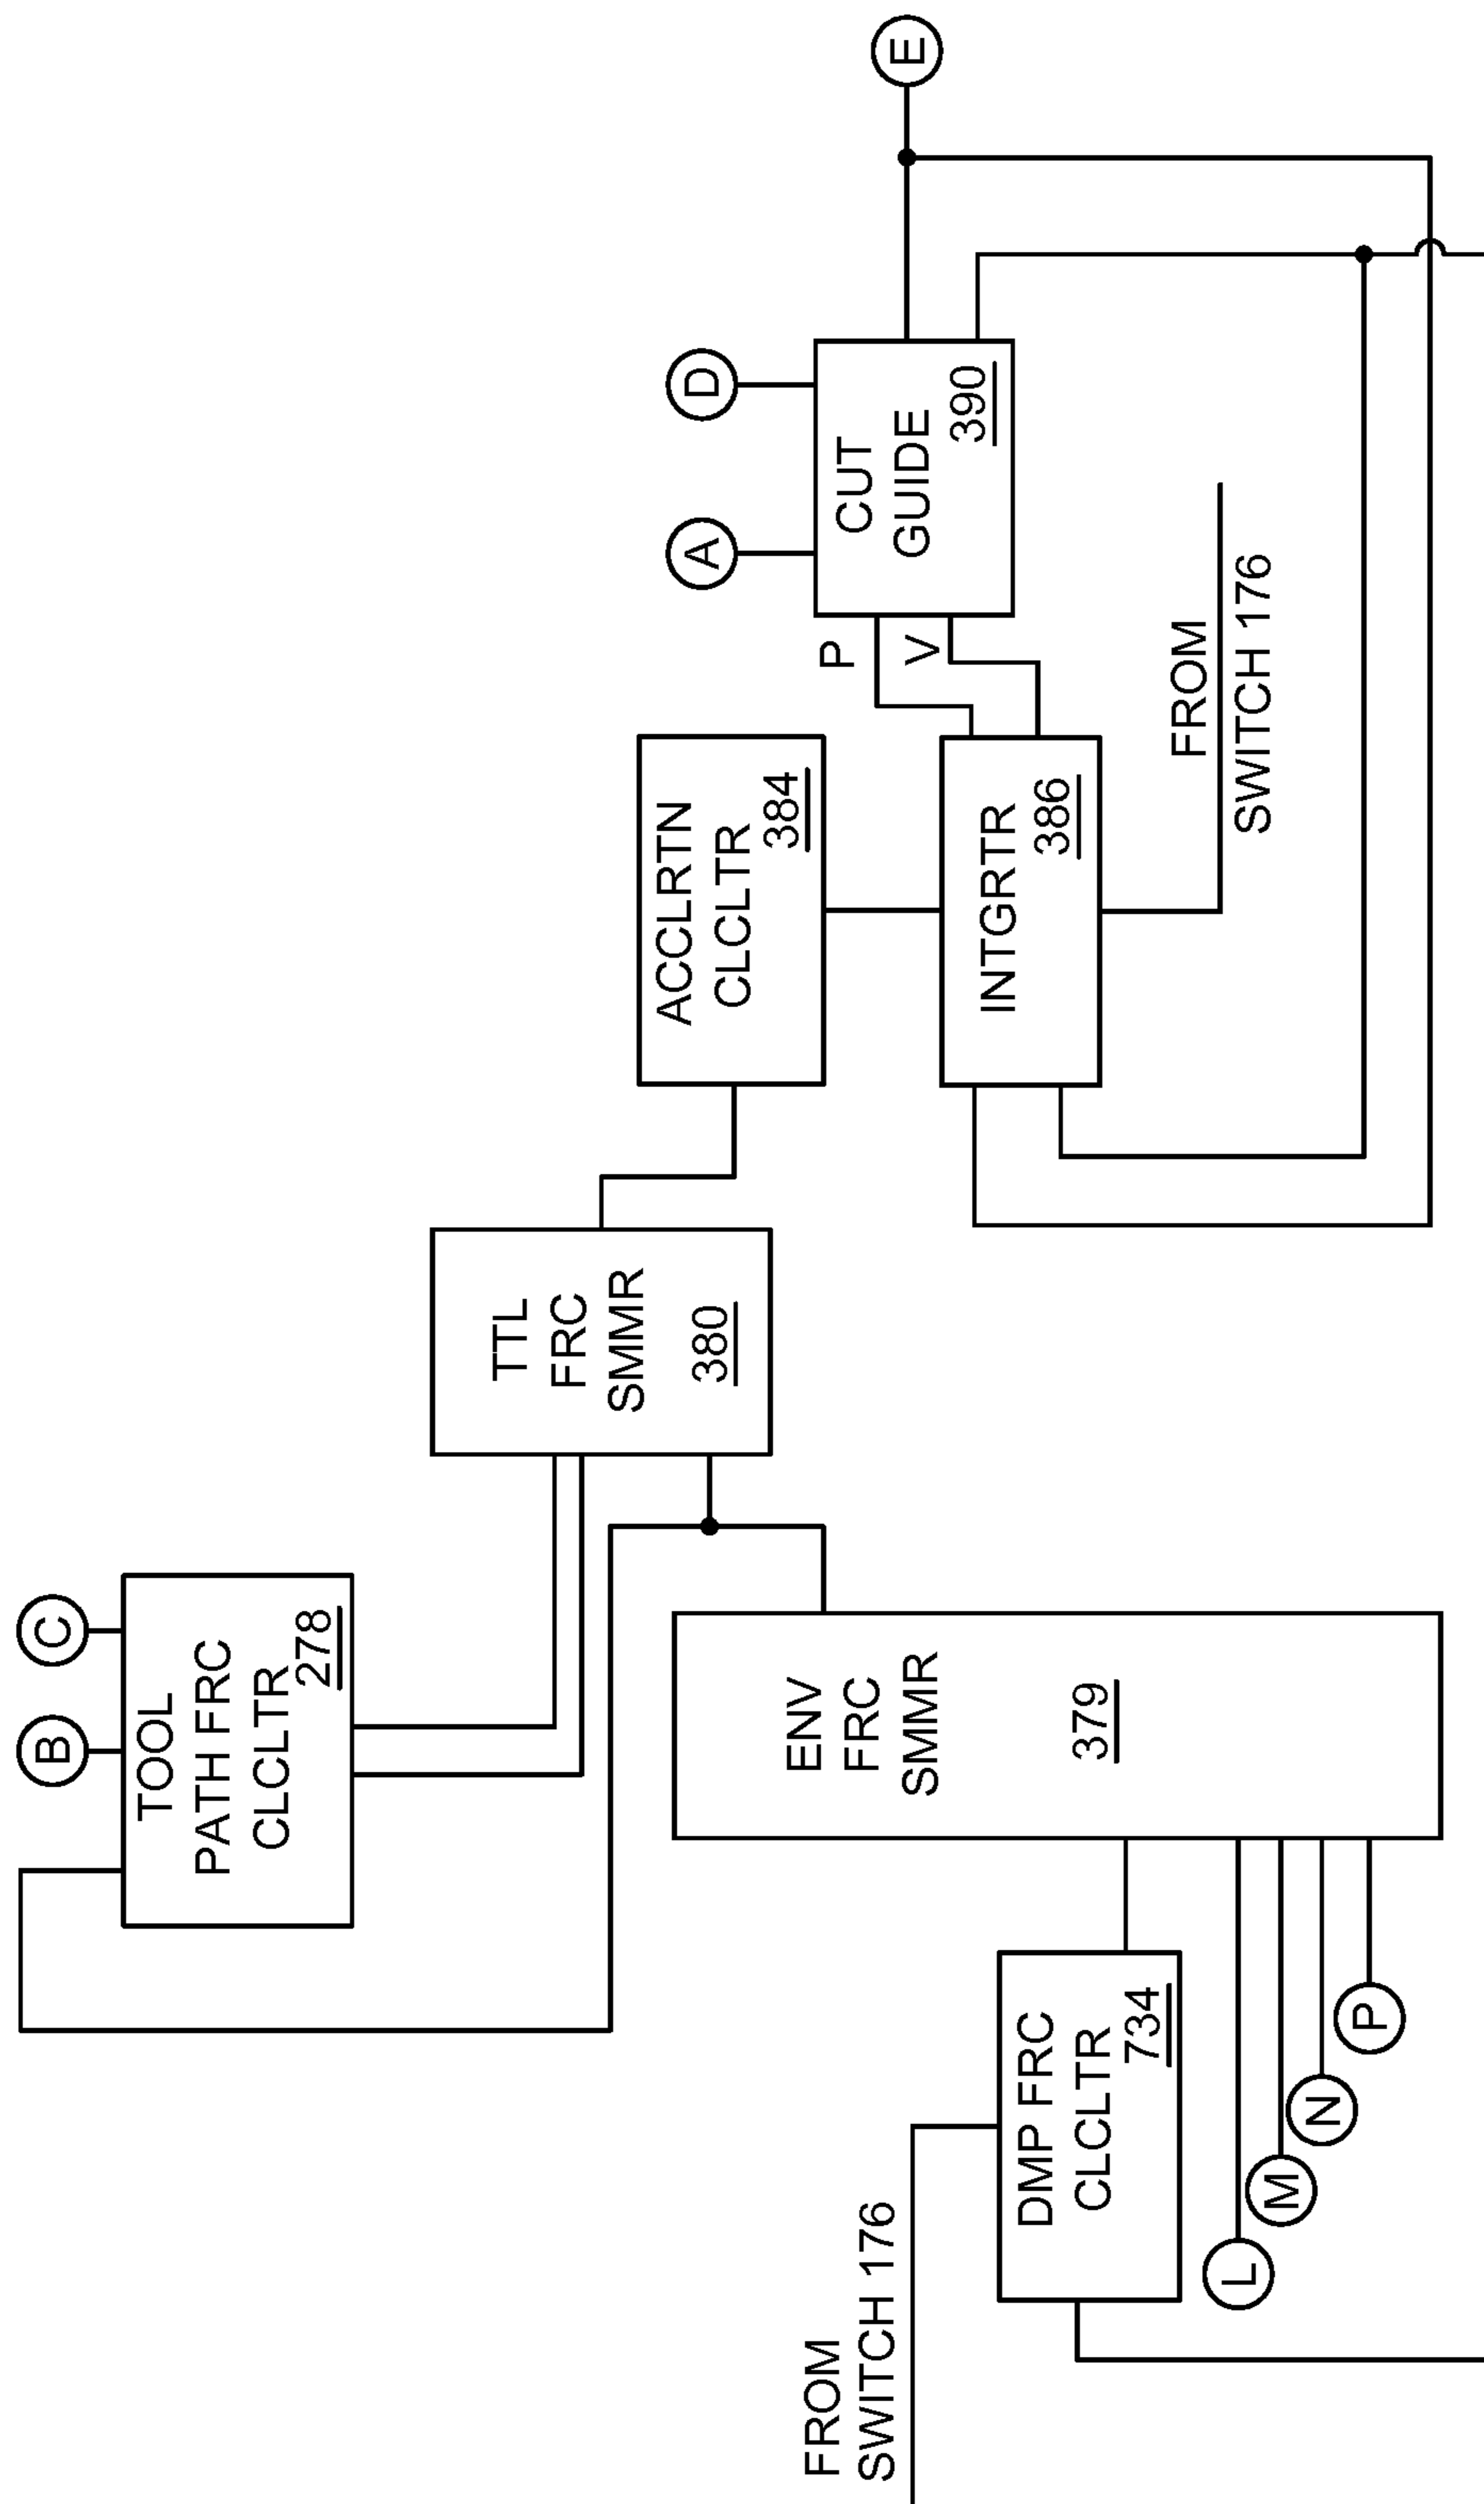 B
C
TOOL
PATH FRC
CLCLTR
278
FROM
SWITCH 176
DMP FRC
CLCLTR
734
L
M
N
P
ENV
FRC
SMMR
379
TTL
FRC
SMMR
380
ACCLRTN
CLCLTR
384
INTGRTR
386
FROM
SWITCH 176
P
V
A
D
CUT
GUIDE
390
E